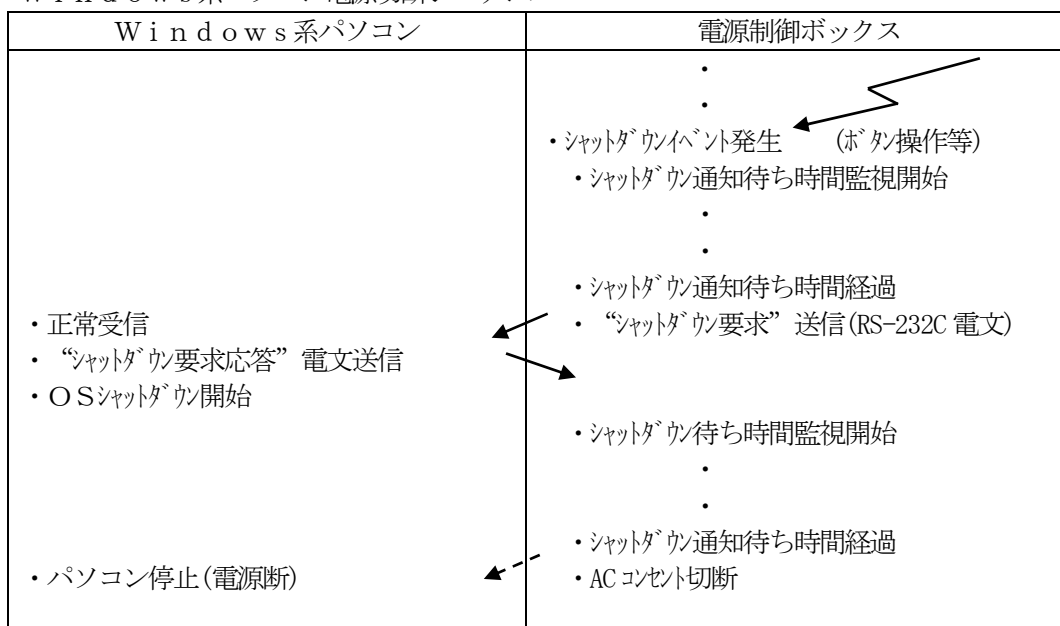 Ｗｉｎｄｏｗｓ系パソコン 電源制御ボックス
・
・
・ｼｬｯﾄﾀﾞｳﾝｲﾍﾞﾝﾄ発生 (ﾎﾞﾀﾝ操作等)
・ｼｬｯﾄﾀﾞｳﾝ通知待ち時間監視開始
・
・
・ｼｬｯﾄﾀﾞｳﾝ通知待ち時間経過
・正常受信 ・“ｼｬｯﾄﾀﾞｳﾝ要求”送信(RS-232C 電文)
・“ｼｬｯﾄﾀﾞｳﾝ要求応答”電文送信
・ＯＳｼｬｯﾄﾀﾞｳﾝ開始
・ｼｬｯﾄﾀﾞｳﾝ待ち時間監視開始
・
・
・ｼｬｯﾄﾀﾞｳﾝ通知待ち時間経過
・パソコン停止(電源断) ・AC ｺﾝｾﾝﾄ切断